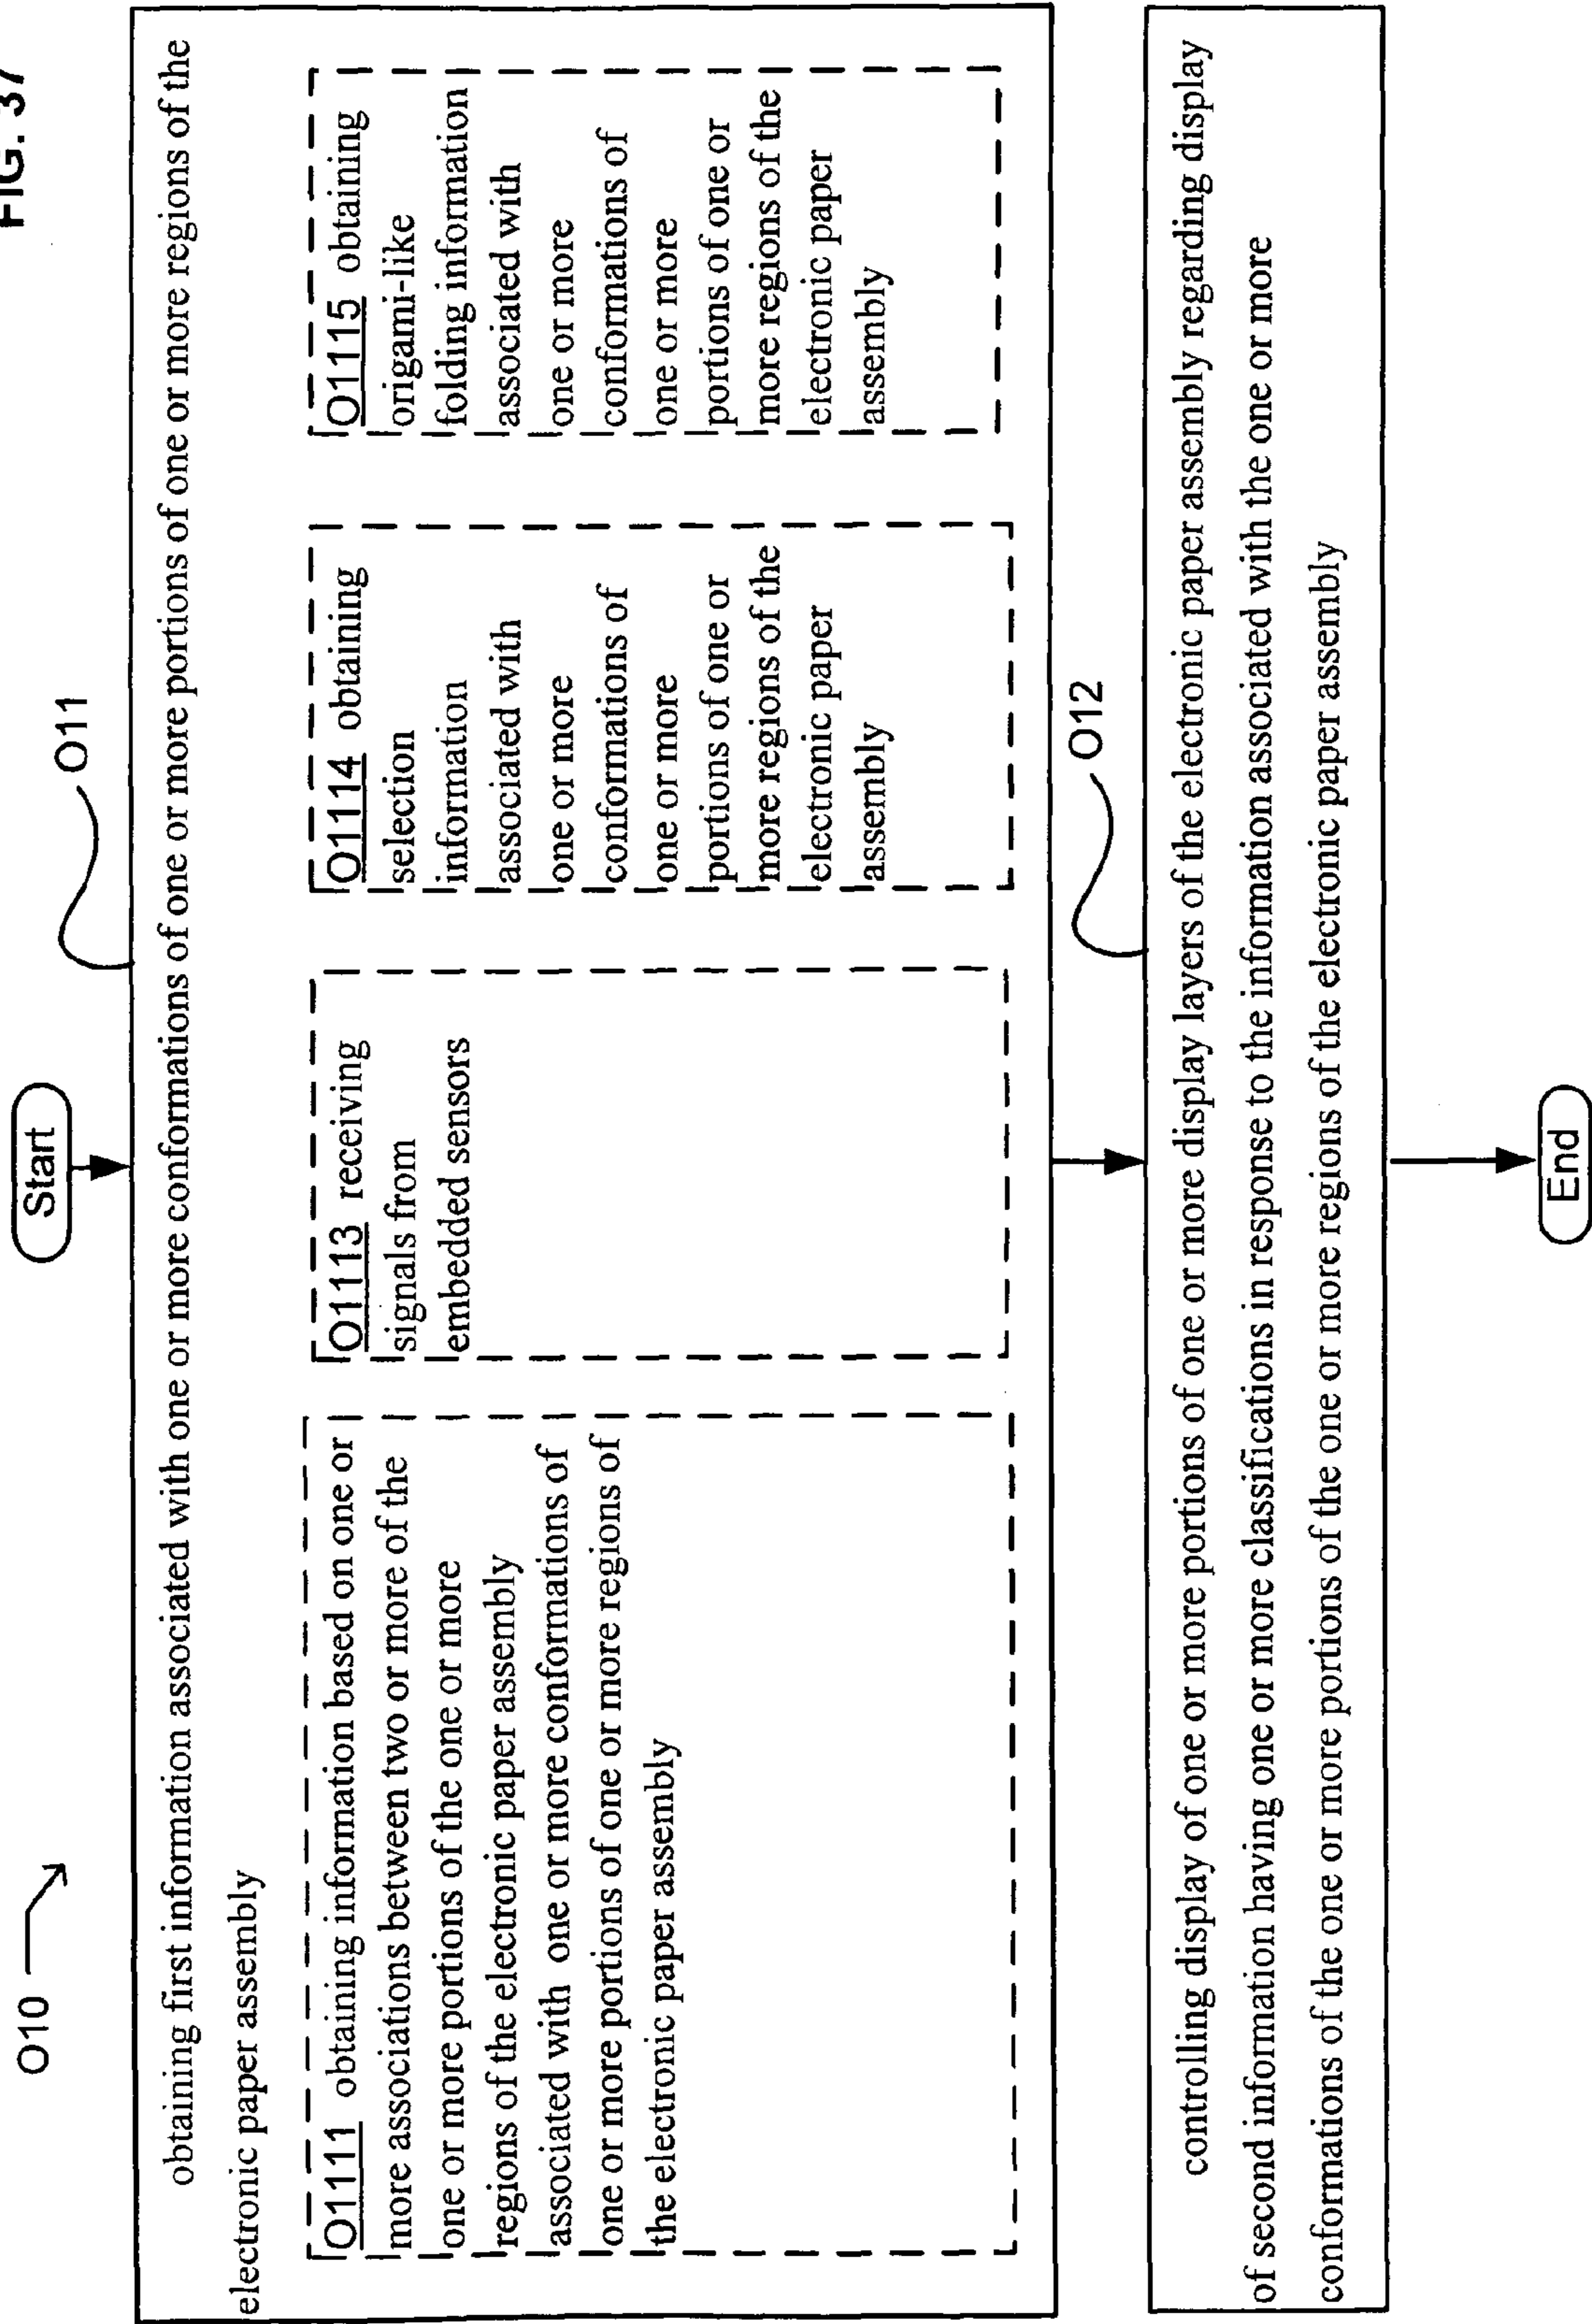 FIG. 37
O10
Start
O11
obtaining first information associated with one or more conformations of one or more portions of one or more regions of the
electronic paper assembly
O1111 obtaining information based on one or
more associations between two or more of the
one or more portions of the one or more
regions of the electronic paper assembly
associated with one or more conformations of
one or more portions of one or more regions of
the electronic paper assembly
O1113 receiving
signals from
embedded sensors
O1114 obtaining
selection
information
associated with
one or more
conformations of
one or more
portions of one or
more regions of the
electronic paper
assembly
O1115 obtaining
origami-like
folding information
associated with
one or more
conformations of
one or more
portions of one or
more regions of the
electronic paper
assembly
O12
controlling display of one or more portions of one or more display layers of the electronic paper assembly regarding display
of second information having one or more classifications in response to the information associated with the one or more
conformations of the one or more portions of the one or more regions of the electronic paper assembly
End